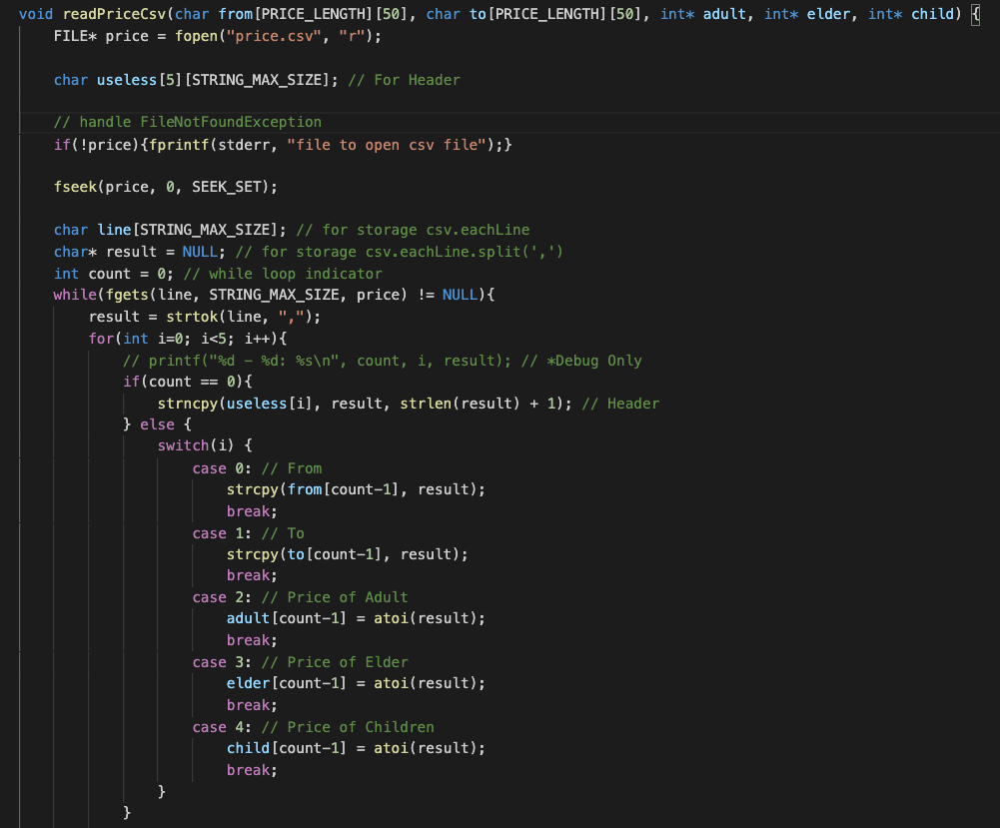 void readPriceCsv(char from[PRICE_LENGTH][50], char to[PRICE_LENGTH][50], int* adult, int* elder, int* child) {
    FILE* price = fopen("price.csv", "r");

    char useless[5][STRING_MAX_SIZE]; // For Header

    // handle FileNotFoundException
    if(!price){fprintf(stderr, "file to open csv file");}

    fseek(price, 0, SEEK_SET);

    char line[STRING_MAX_SIZE]; // for storage csv.eachLine
    char* result = NULL; // for storage csv.eachLine.split(',')
    int count = 0; // while loop indicator
    while(fgets(line, STRING_MAX_SIZE, price) != NULL){
        result = strtok(line, ",");
        for(int i=0; i<5; i++){
            // printf("%d - %d: %s\n", count, i, result); // *Debug Only
            if(count == 0){
                strncpy(useless[i], result, strlen(result) + 1); // Header
            } else {
                switch(i) {
                    case 0: // From
                        strcpy(from[count-1], result);
                        break;
                    case 1: // To
                        strcpy(to[count-1], result);
                        break;
                    case 2: // Price of Adult
                        adult[count-1] = atoi(result);
                        break;
                    case 3: // Price of Elder
                        elder[count-1] = atoi(result);
                        break;
                    case 4: // Price of Children
                        child[count-1] = atoi(result);
                        break;
                }
            }